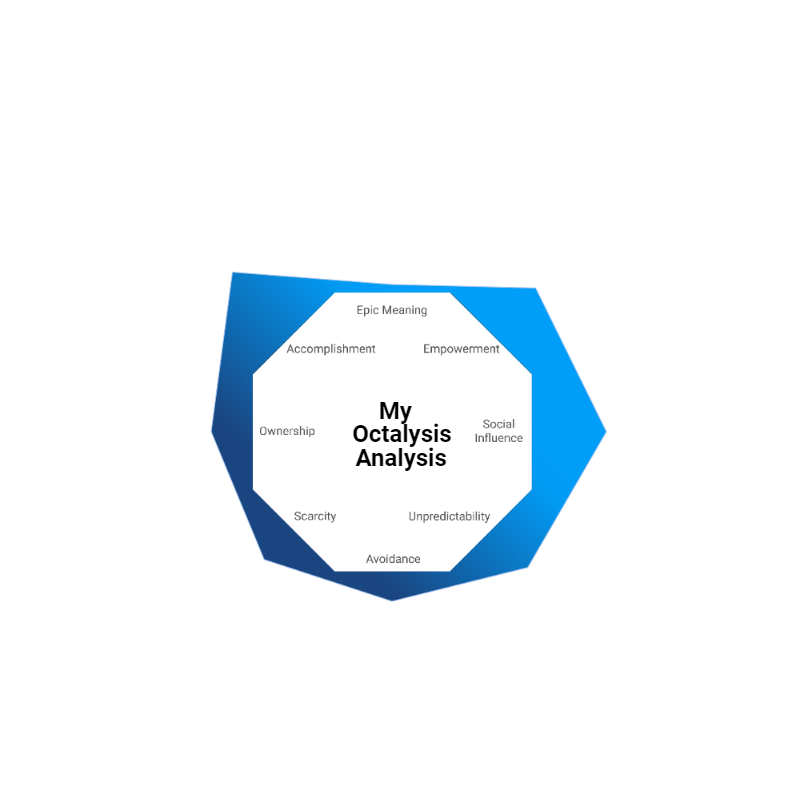 Epic Meaning
Accomplishment
Empowerment
My
Octalysis
Analysis
Ownership
Social
Influence
Scarcity
Unpredictability
Avoidance